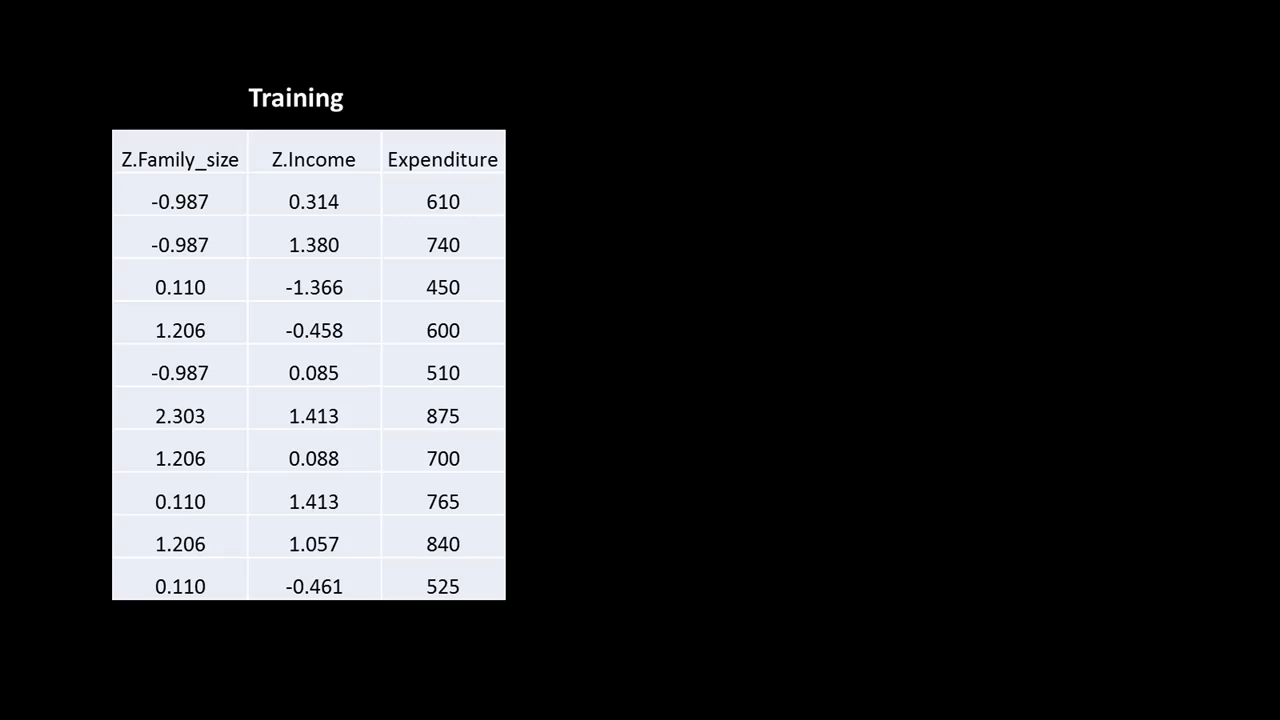 Training
Z.Family_size Z.Income Expenditure
-0.987 0.314 610
-0.987 1.380 740
0.110 -1.366 450
1.206 -0.458 600
-0.987 0.085 510
2.303 1.413 875
1.206 0.088 700
0.110 1.413 765
1.206 1.057 840
0.110 -0.461 525